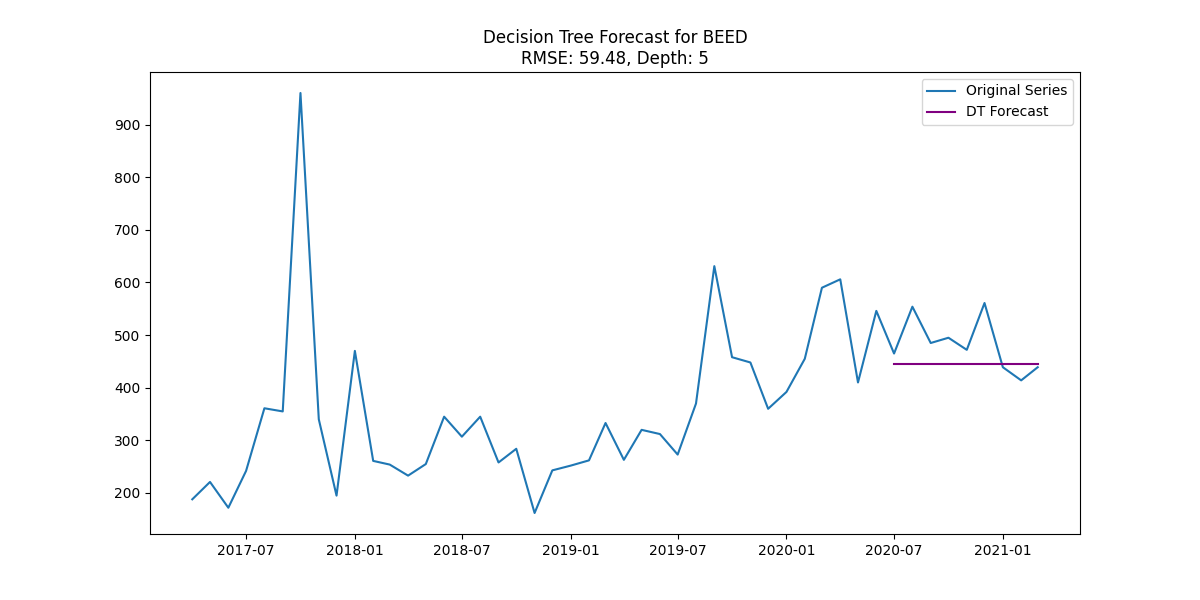 Decision Tree Forecast for BEED
RMSE: 59.48, Depth: 5
Original Series
DT Forecast
900
800
700
600
500
400
300
200
2017-07 2018-01 2018-07 2019-01 2019-07 2020-01 2020-07 2021-01